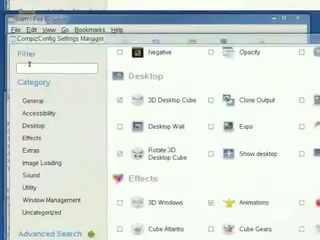 File Browser
File Edit View Go Bookmarks Help
CompizConfig Settings Manager
Filter
Category
General
Accessibility
Desktop
Effects
Extras
Image Loading
Sound
Utility
Window Management
Uncategorized
Advanced Search
Negative Opacity
Desktop
3D Desktop Cube Clone Output
Desktop Wall Expo
Rotate 3D Desktop Cube Show desktop
Effects
3D Windows Animations
Cube Atlantis Cube Gears